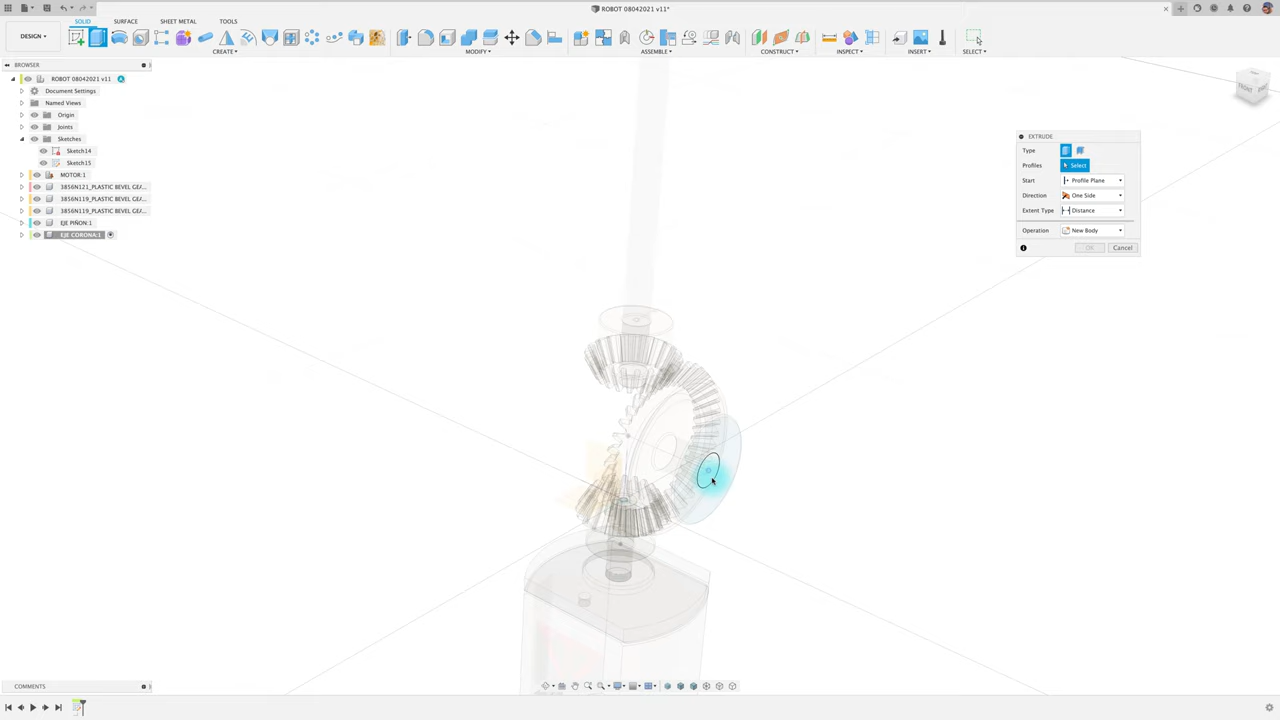 ROBOT 08042021 v11*
DESIGN
SOLID
SURFACE
SHEET METAL
TOOLS
CREATE
MODIFY
ASSEMBLE
CONSTRUCT
INSPECT
INSERT
SELECT
BROWSER
ROBOT 08042021 v11
Document Settings
Named Views
Origin
Joints
Sketches
Sketch14
Sketch15
MOTOR:1
3856N121_PLASTIC BEVEL GEA...
3856N119_PLASTIC BEVEL GEA...
3856N119_PLASTIC BEVEL GEA...
EJE PIÑON:1
EJE CORONA:1
FRONT
EXTRUDE
Type
Profiles
Select
Start
Profile Plane
Direction
One Side
Extent Type
Distance
Operation
New Body
OK
Cancel
COMMENTS